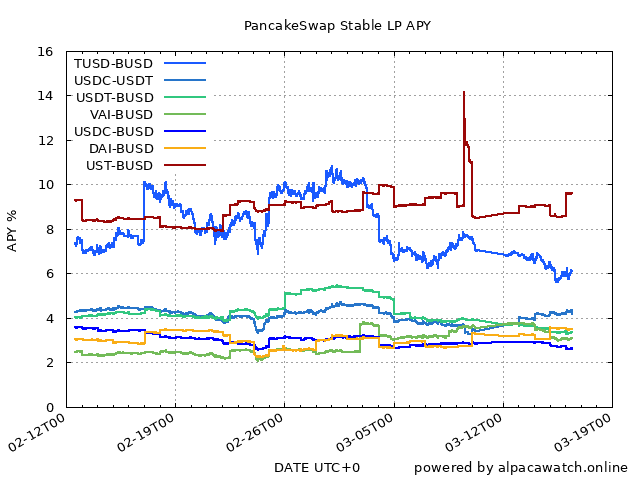 PancakeSwap Stable LP APY
TUSD-BUSD
USDC-USDT
USDT-BUSD
VAI-BUSD
USDC-BUSD
DAI-BUSD
UST-BUSD
APY %
16
14
12
10
8
6
4
2
0
02-12T00
02-19T00
02-26T00
03-05T00
03-12T00
03-19T00
DATE UTC+0
powered by alpacawatch.online